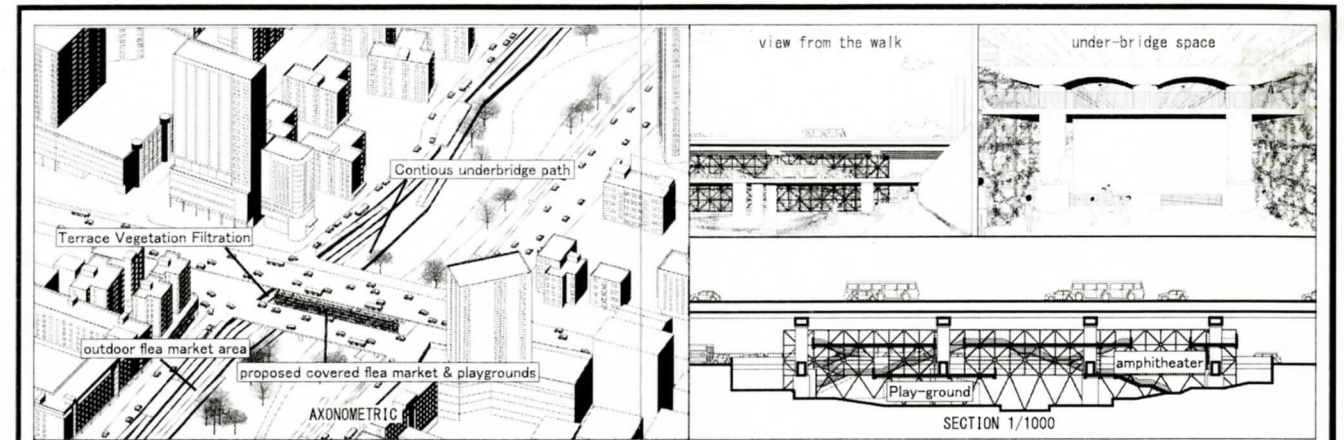 Contious underbridge path
Terrace Vegetation Filtration
outdoor flea market area
proposed covered flea market & playgrounds
AXONOMETRIC
view from the walk
under-bridge space
amphitheater
Play-ground
SECTION 1/1000